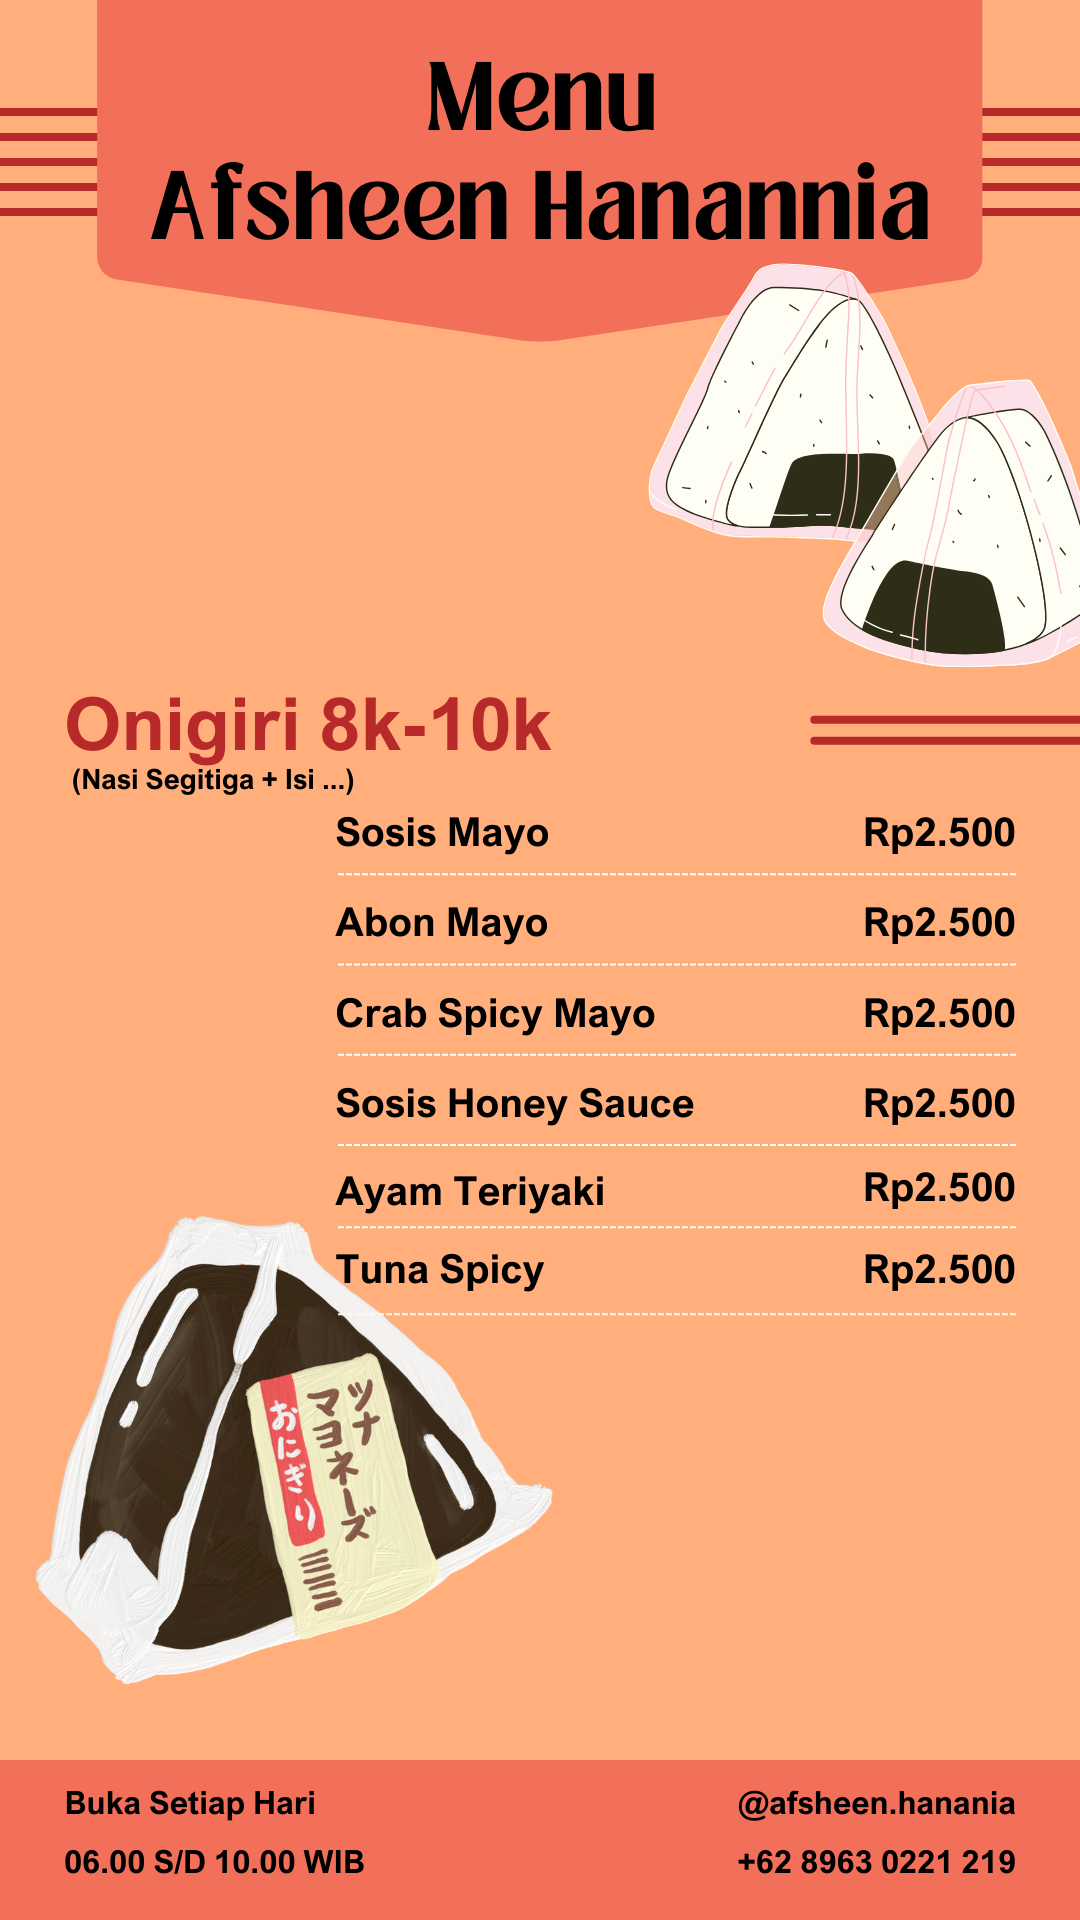 Menu
Afsheen Hanannia
Onigiri 8k-10k
(Nasi Segitiga + Isi ...)
Sosis Mayo Rp2.500
Abon Mayo Rp2.500
Crab Spicy Mayo Rp2.500
Sosis Honey Sauce Rp2.500
Ayam Teriyaki Rp2.500
Tuna Spicy Rp2.500
ツナ
マヨネーズ
おにぎり
Buka Setiap Hari @afsheen.hanania
06.00 S/D 10.00 WIB +62 8963 0221 219